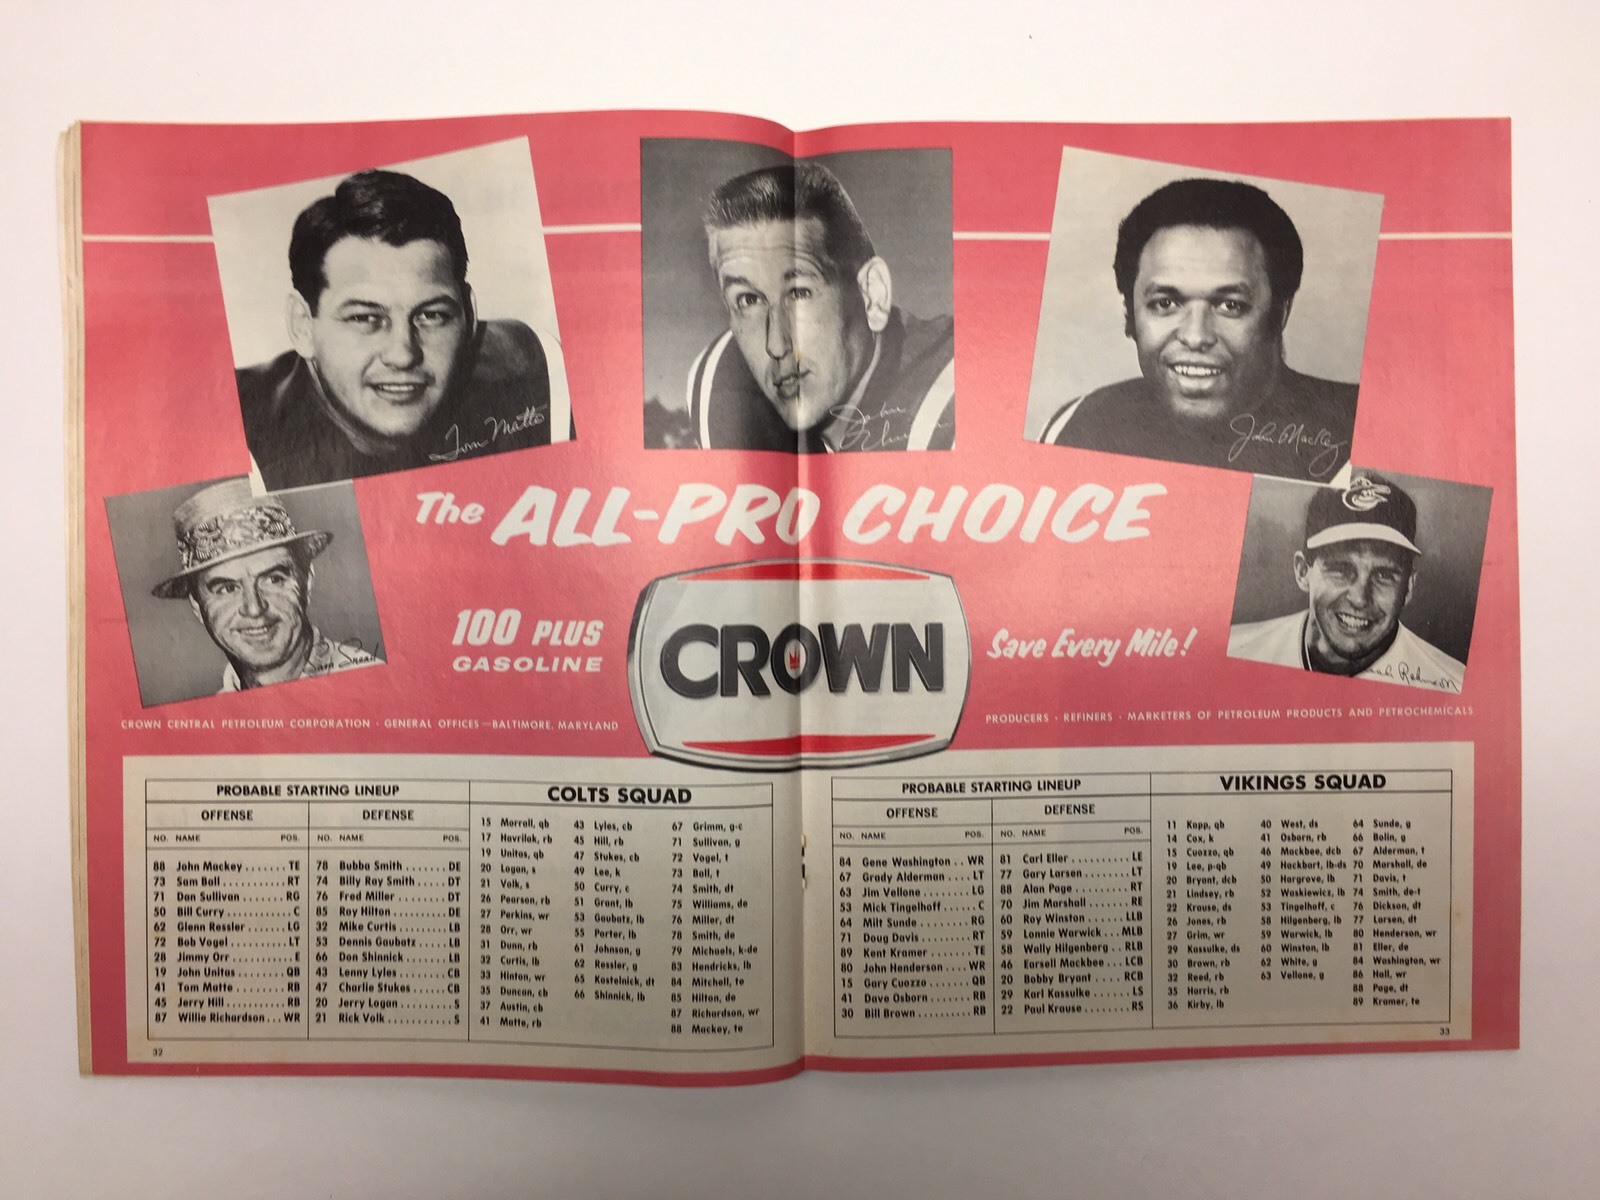 Tom Matte
John
John Mackey
The ALL-PRO CHOICE
Sam Snead
100 PLUS
GASOLINE
CROWN
Save Every Mile!
CROWN CENTRAL PETROLEUM CORPORATION · GENERAL OFFICES—BALTIMORE, MARYLAND
PRODUCERS · REFINERS · MARKETERS OF PETROLEUM PRODUCTS AND PETROCHEMICALS
PROBABLE STARTING LINEUP
OFFENSE
NO. NAME POS.
88 John Mackey ....... TE
73 Sam Ball ........... RT
71 Dan Sullivan ........ RG
50 Bill Curry ........... C
62 Glenn Ressler ....... LG
72 Bob Vogel .......... LT
28 Jimmy Orr ........... E
19 John Unitas ......... QB
41 Tom Matte .......... RB
45 Jerry Hill ........... RB
87 Willie Richardson ... WR
DEFENSE
NO. NAME POS.
78 Bubba Smith ........ DE
74 Billy Ray Smith ..... DT
76 Fred Miller ......... DT
85 Roy Hilton .......... DE
32 Mike Curtis ......... LB
53 Dennis Gaubatz ..... LB
66 Don Shinnick ....... LB
43 Lenny Lyles ......... CB
47 Charlie Stukes ...... CB
20 Jerry Logan .......... S
21 Rick Volk ........... S
COLTS SQUAD
15 Morrall, qb
17 Havrilak, rb
19 Unitas, qb
20 Logan, s
21 Volk, s
26 Pearson, rb
27 Perkins, wr
28 Orr, wr
31 Dunn, rb
32 Curtis, lb
33 Hinton, wr
35 Duncan, cb
37 Austin, cb
41 Matte, rb
43 Lyles, cb
45 Hill, rb
47 Stukes, cb
49 Lee, k
50 Curry, c
51 Grant, lb
53 Gaubatz, lb
55 Porter, lb
61 Johnson, g
62 Ressler, g
65 Kostelnick, dt
66 Shinnick, lb
67 Grimm, g-c
71 Sullivan, g
72 Vogel, t
73 Ball, t
74 Smith, dt
75 Williams, de
76 Miller, dt
78 Smith, de
79 Michaels, k-de
83 Hendricks, lb
84 Mitchell, te
85 Hilton, de
87 Richardson, wr
88 Mackey, te
32
PROBABLE STARTING LINEUP
OFFENSE
NO. NAME POS.
84 Gene Washington .. WR
67 Grady Alderman .... LT
63 Jim Vellone ......... LG
53 Mick Tingelhoff ...... C
64 Milt Sunde .......... RG
71 Doug Davis ......... RT
89 Kent Kramer ........ TE
80 John Henderson .... WR
15 Gary Cuozzo ....... QB
41 Dave Osborn ....... RB
30 Bill Brown .......... RB
DEFENSE
NO. NAME POS.
81 Carl Eller .......... LE
77 Gary Larsen ........ LT
88 Alan Page .......... RT
70 Jim Marshall ........ RE
60 Roy Winston ....... LLB
59 Lonnie Warwick ... MLB
58 Wally Hilgenberg .. RLB
46 Earsell Mackbee ... LCB
20 Bobby Bryant ..... RCB
29 Karl Kassulke ...... LS
22 Paul Krause ........ RS
VIKINGS SQUAD
11 Kapp, qb
14 Cox, k
15 Cuozzo, qb
19 Lee, p-qb
20 Bryant, dcb
21 Lindsey, rb
22 Krause, ds
26 Jones, rb
27 Grim, wr
29 Kassulke, ds
30 Brown, rb
32 Reed, rb
35 Harris, rb
36 Kirby, lb
40 West, ds
41 Osborn, rb
46 Mackbee, dcb
49 Hackbart, lb-ds
50 Hargrove, lb
52 Waskiewicz, lb
53 Tingelhoff, c
58 Hilgenberg, lb
59 Warwick, lb
60 Winston, lb
62 White, g
63 Vellone, g
64 Sunde, g
66 Bolin, g
67 Alderman, t
70 Marshall, de
71 Davis, t
74 Smith, de-t
76 Dickson, dt
77 Larsen, dt
80 Henderson, wr
81 Eller, de
84 Washington, wr
86 Hall, wr
88 Page, dt
89 Kramer, te
33